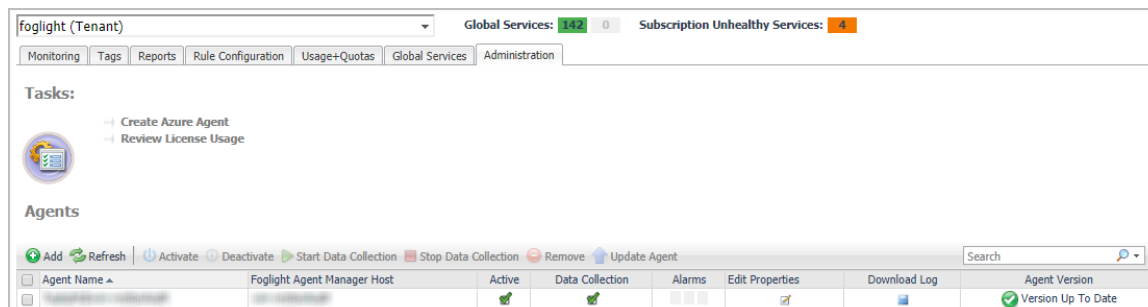 foglight (Tenant) Global Services: 142 0 Subscription Unhealthy Services: 4
Monitoring Tags Reports Rule Configuration Usage+Quotas Global Services Administration
Tasks:
Create Azure Agent
Review License Usage
Agents
Add Refresh Activate Deactivate Start Data Collection Stop Data Collection Remove Update Agent Search
Agent Name Foglight Agent Manager Host Active Data Collection Alarms Edit Properties Download Log Agent Version
Version Up To Date